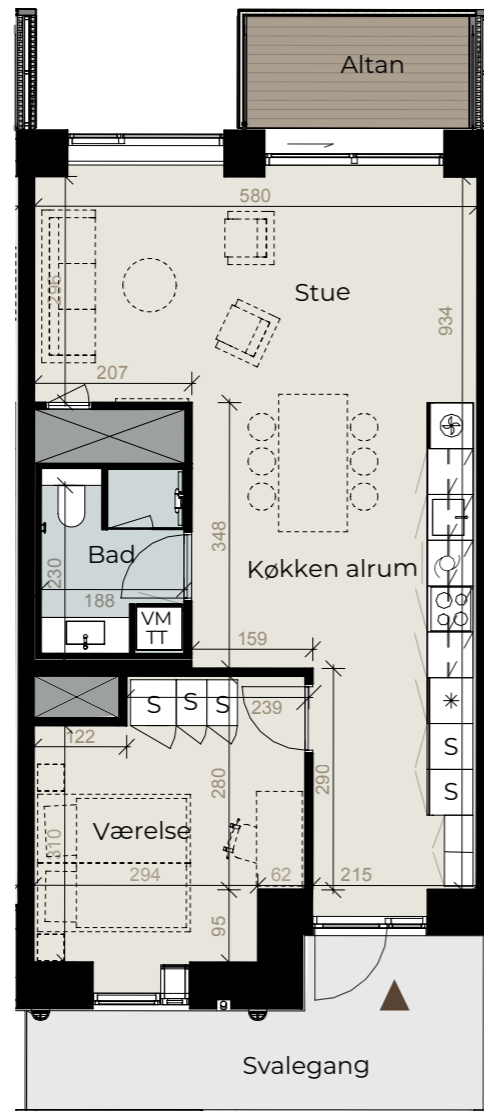 Altan
580
Stue
296
934
207
348
Bad
Køkken alrum
230
188
VM
TT
159
S
S
S
239
122
280
290
S
S
Værelse
310
294
62
215
95
Svalegang